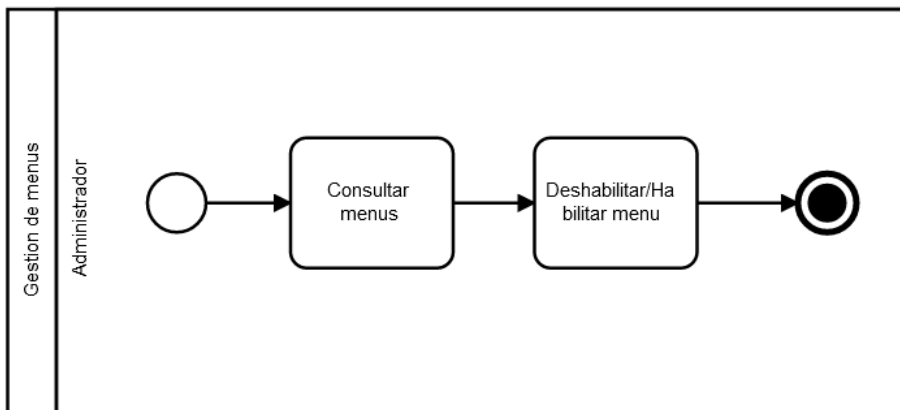 Gestion de menus
Administrador
Consultar
menus
Deshabilitar/Ha
bilitar menu